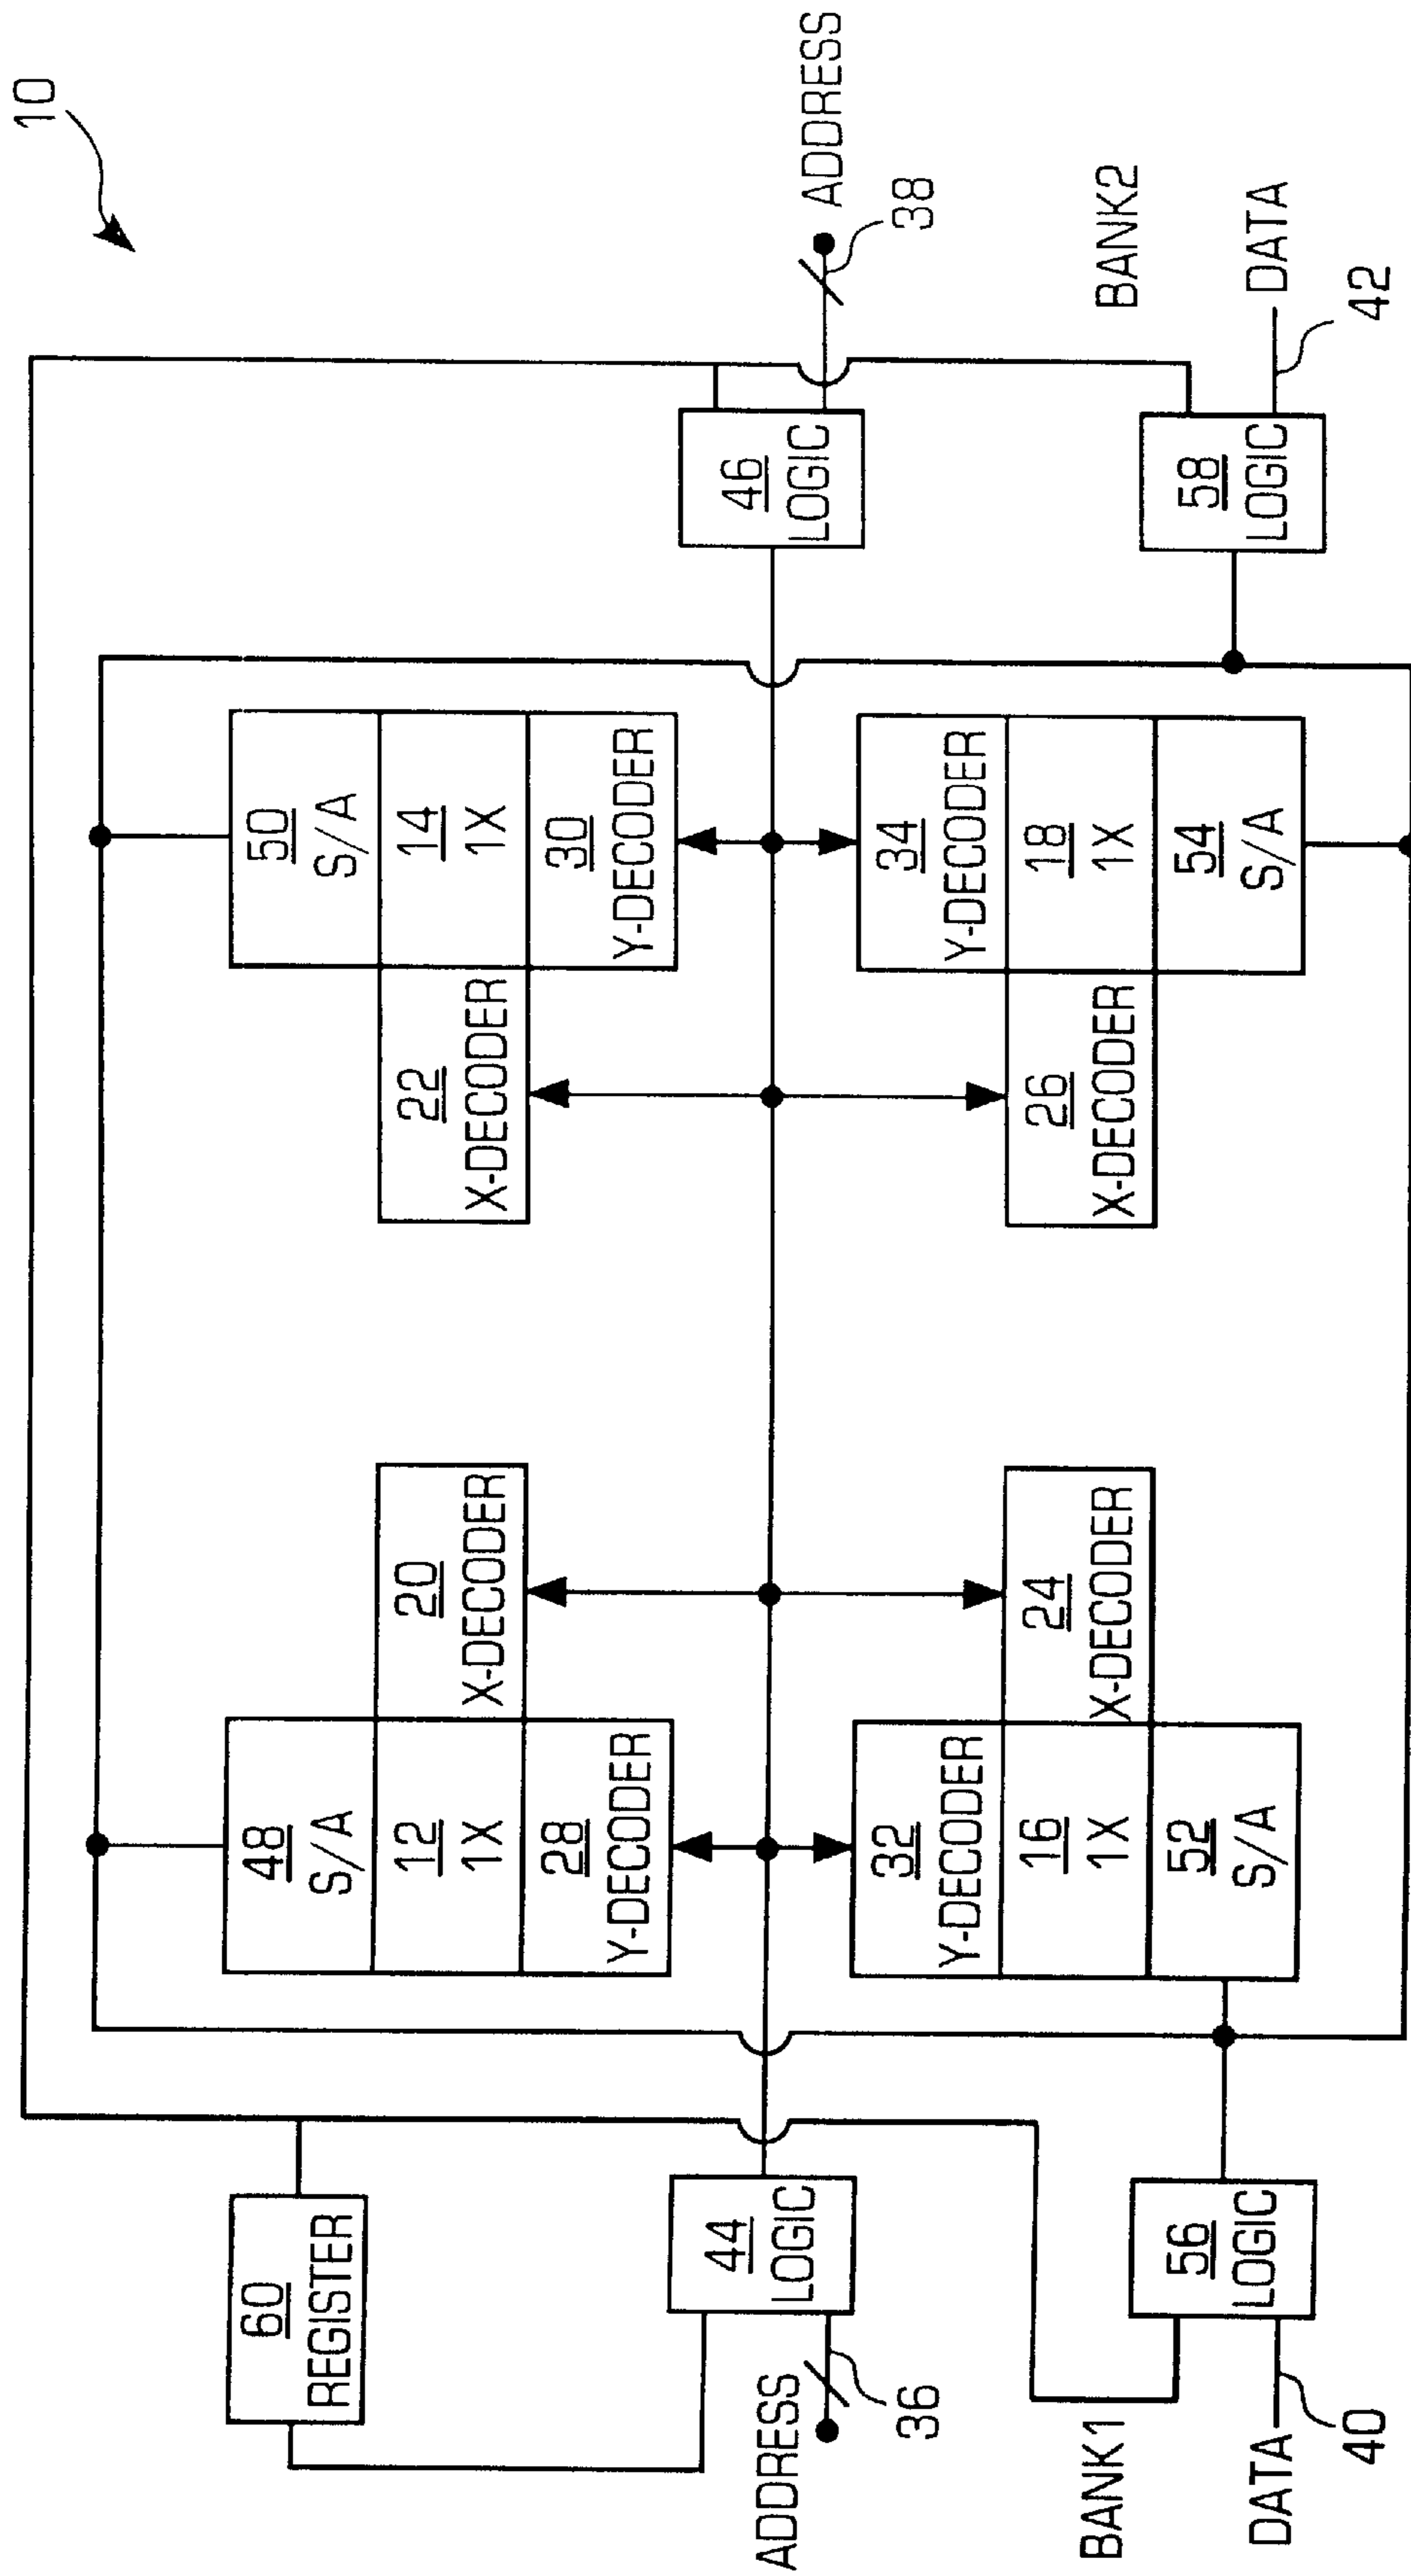 10
60
REGISTER
48
S/A
12
1X
28
Y-DECODER
20
X-DECODER
22
X-DECODER
50
S/A
14
1X
30
Y-DECODER
ADDRESS
36
44
LOGIC
46
LOGIC
ADDRESS
38
32
Y-DECODER
16
1X
52
S/A
24
X-DECODER
26
X-DECODER
34
Y-DECODER
18
1X
54
S/A
BANK1
DATA
40
56
LOGIC
58
LOGIC
BANK2
DATA
42